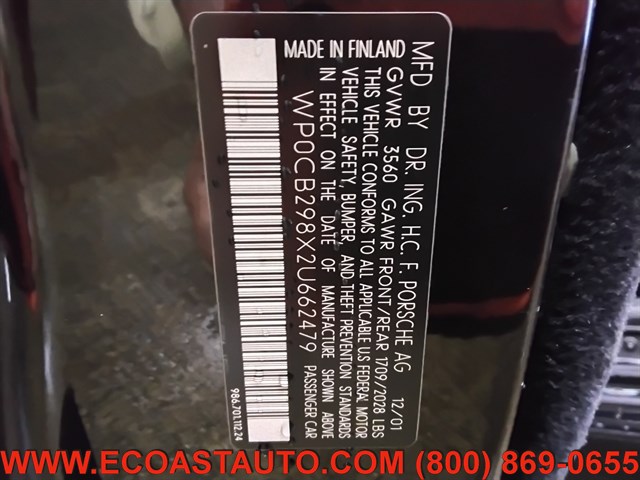 MADE IN FINLAND
MFD BY DR. ING. H.C. F. PORSCHE AG 12/01
GVWR 3560 GAWR FRONT/REAR 1709/2028 LBS
THIS VEHICLE CONFORMS TO ALL APPLICABLE US FEDERAL MOTOR
VEHICLE SAFETY, BUMPER, AND THEFT PREVENTION STANDARDS
IN EFFECT ON THE DATE OF MANUFACTURE SHOWN ABOVE
WP0CB298X2U662479 PASSENGER CAR
986.701.112.24
WWW.ECOASTAUTO.COM (800) 869-0655